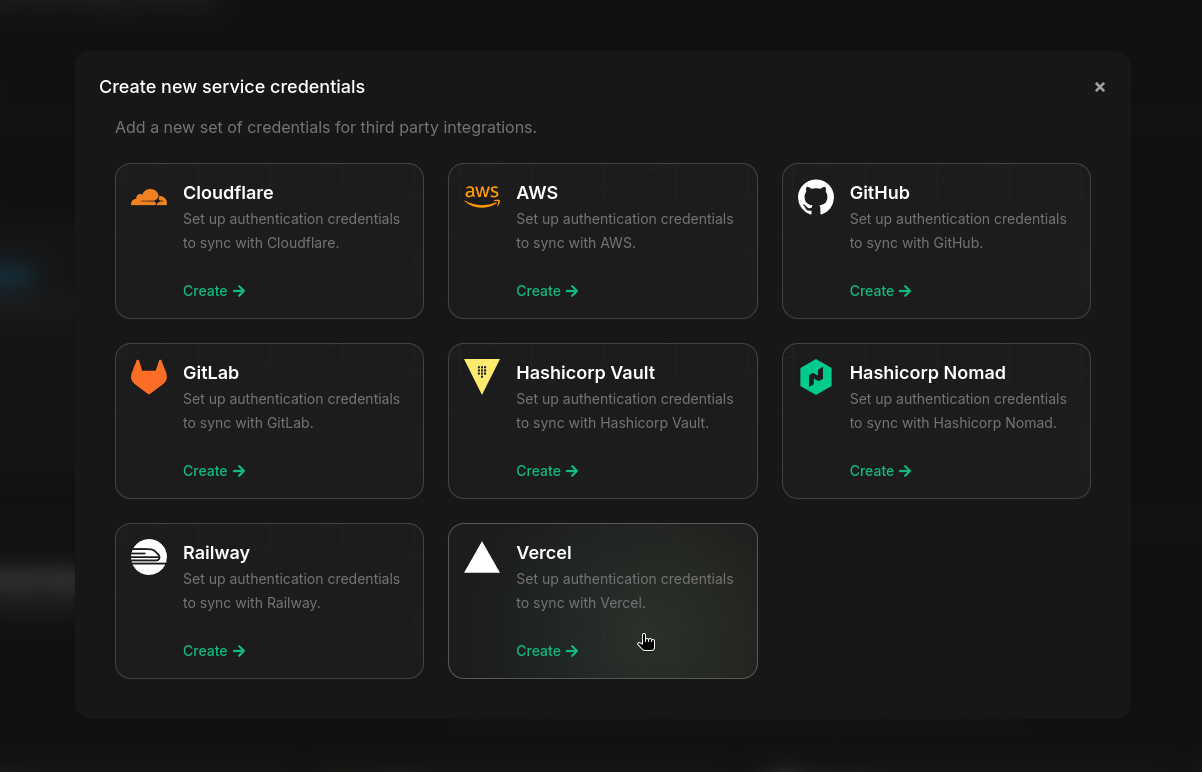 Create new service credentials
Add a new set of credentials for third party integrations.
Cloudflare
Set up authentication credentials
to sync with Cloudflare.
Create
aws
AWS
Set up authentication credentials
to sync with AWS.
Create
GitHub
Set up authentication credentials
to sync with GitHub.
Create
GitLab
Set up authentication credentials
to sync with GitLab.
Create
Hashicorp Vault
Set up authentication credentials
to sync with Hashicorp Vault.
Create
Hashicorp Nomad
Set up authentication credentials
to sync with Hashicorp Nomad.
Create
Railway
Set up authentication credentials
to sync with Railway.
Create
Vercel
Set up authentication credentials
to sync with Vercel.
Create